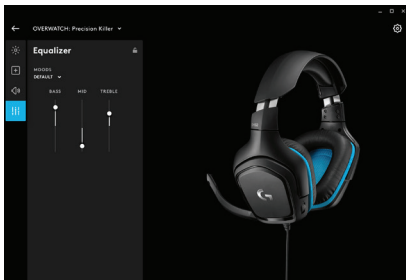 OVERWATCH: Precision Killer
Equalizer
MOODS
DEFAULT
BASS MID TREBLE
G